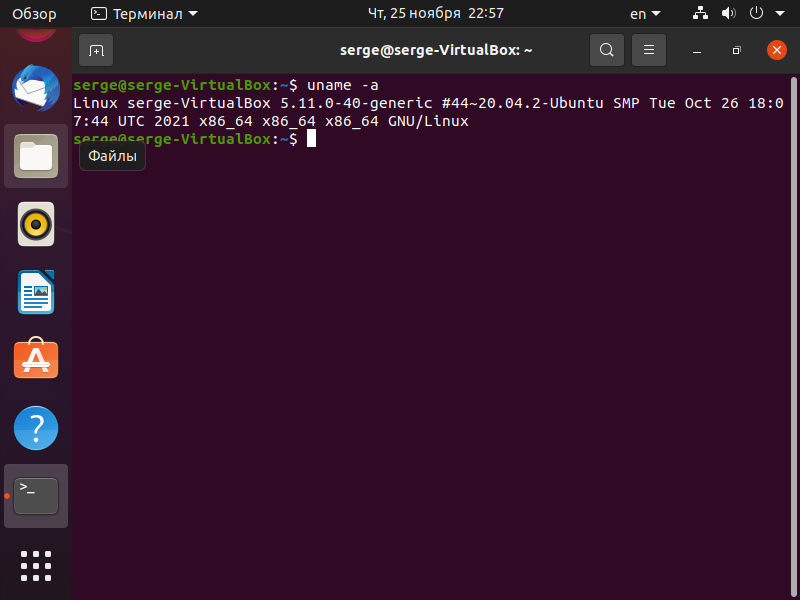 Обзор
Терминал
Чт, 25 ноября 22:57
en
serge@serge-VirtualBox: ~
serge@serge-VirtualBox:~$ uname -a
Linux serge-VirtualBox 5.11.0-40-generic #44~20.04.2-Ubuntu SMP Tue Oct 26 18:0
7:44 UTC 2021 x86_64 x86_64 x86_64 GNU/Linux
serge@serge-VirtualBox:~$
Файлы